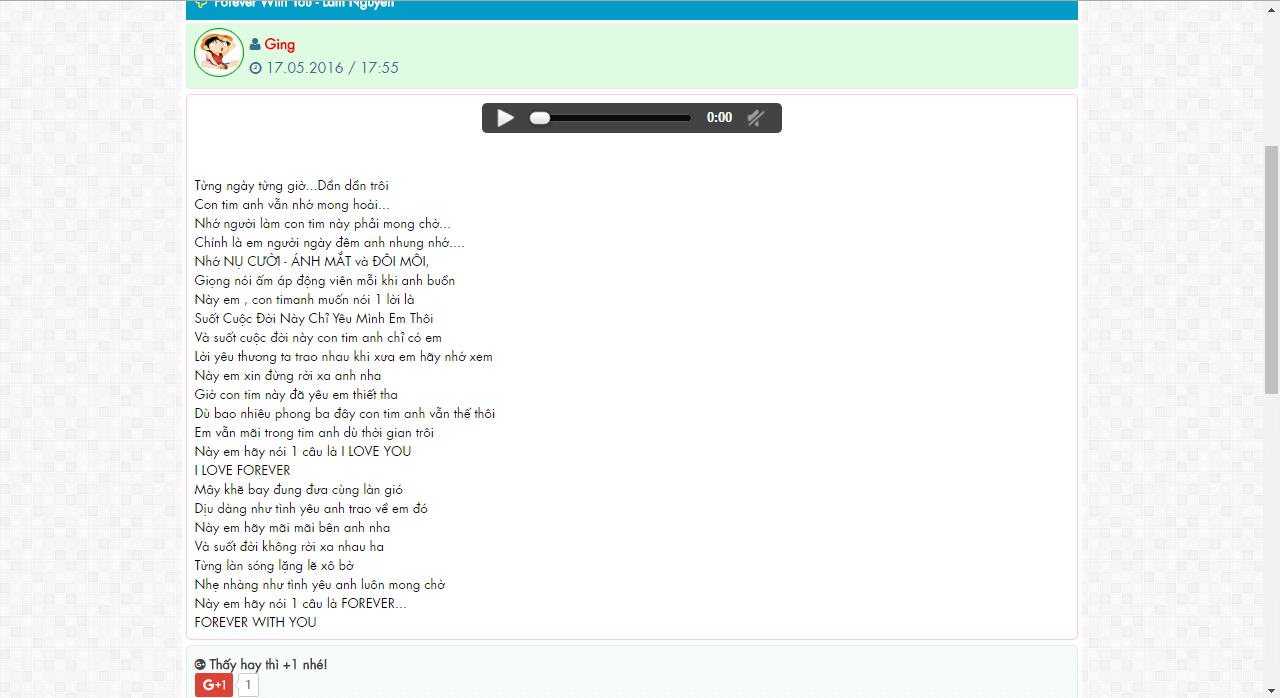 Forever With You - Lâm Nguyễn
Ging
17.05.2016 / 17:55
0:00
Từng ngày từng giờ...Dần dần trôi
Con tim anh vẫn nhớ mong hoài...
Nhớ người làm con tim này phải mong chờ...
Chính là em người ngày đêm anh nhung nhớ....
Nhớ NỤ CƯỜI - ÁNH MẮT và ĐÔI MÔI,
Giọng nói ấm áp động viên mỗi khi anh buồn
Này em , con timanh muốn nói 1 lời là
Suốt Cuộc Đời Này Chỉ Yêu Mình Em Thôi
Và suốt cuộc đời này con tim anh chỉ có em
Lời yêu thương ta trao nhau khi xưa em hãy nhớ xem
Này em xin đừng rời xa anh nha
Giờ con tim này đã yêu em thiết tha
Dù bao nhiêu phong ba đây con tim anh vẫn thế thôi
Em vẫn mãi trong tim anh dù thời gian trôi
Này em hãy nói 1 câu là I LOVE YOU
I LOVE FOREVER
Mây khẽ bay đung đưa cùng làn gió
Dịu dàng như tình yêu anh trao về em đó
Này em hãy mãi mãi bên anh nha
Và suốt đời không rời xa nhau ha
Từng làn sóng lặng lẽ xô bờ
Nhẹ nhàng như tình yêu anh luôn mong chờ
Này em hãy nói 1 câu là FOREVER...
FOREVER WITH YOU
Thấy hay thì +1 nhé!
G+1 1